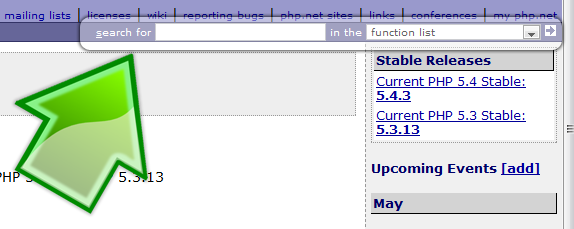 mailing lists licenses wiki reporting bugs php.net sites links conferences my php.net
search for in the function list
Stable Releases
Current PHP 5.4 Stable:
5.4.3
Current PHP 5.3 Stable:
5.3.13
Upcoming Events [add]
PHP 5.3.13
May